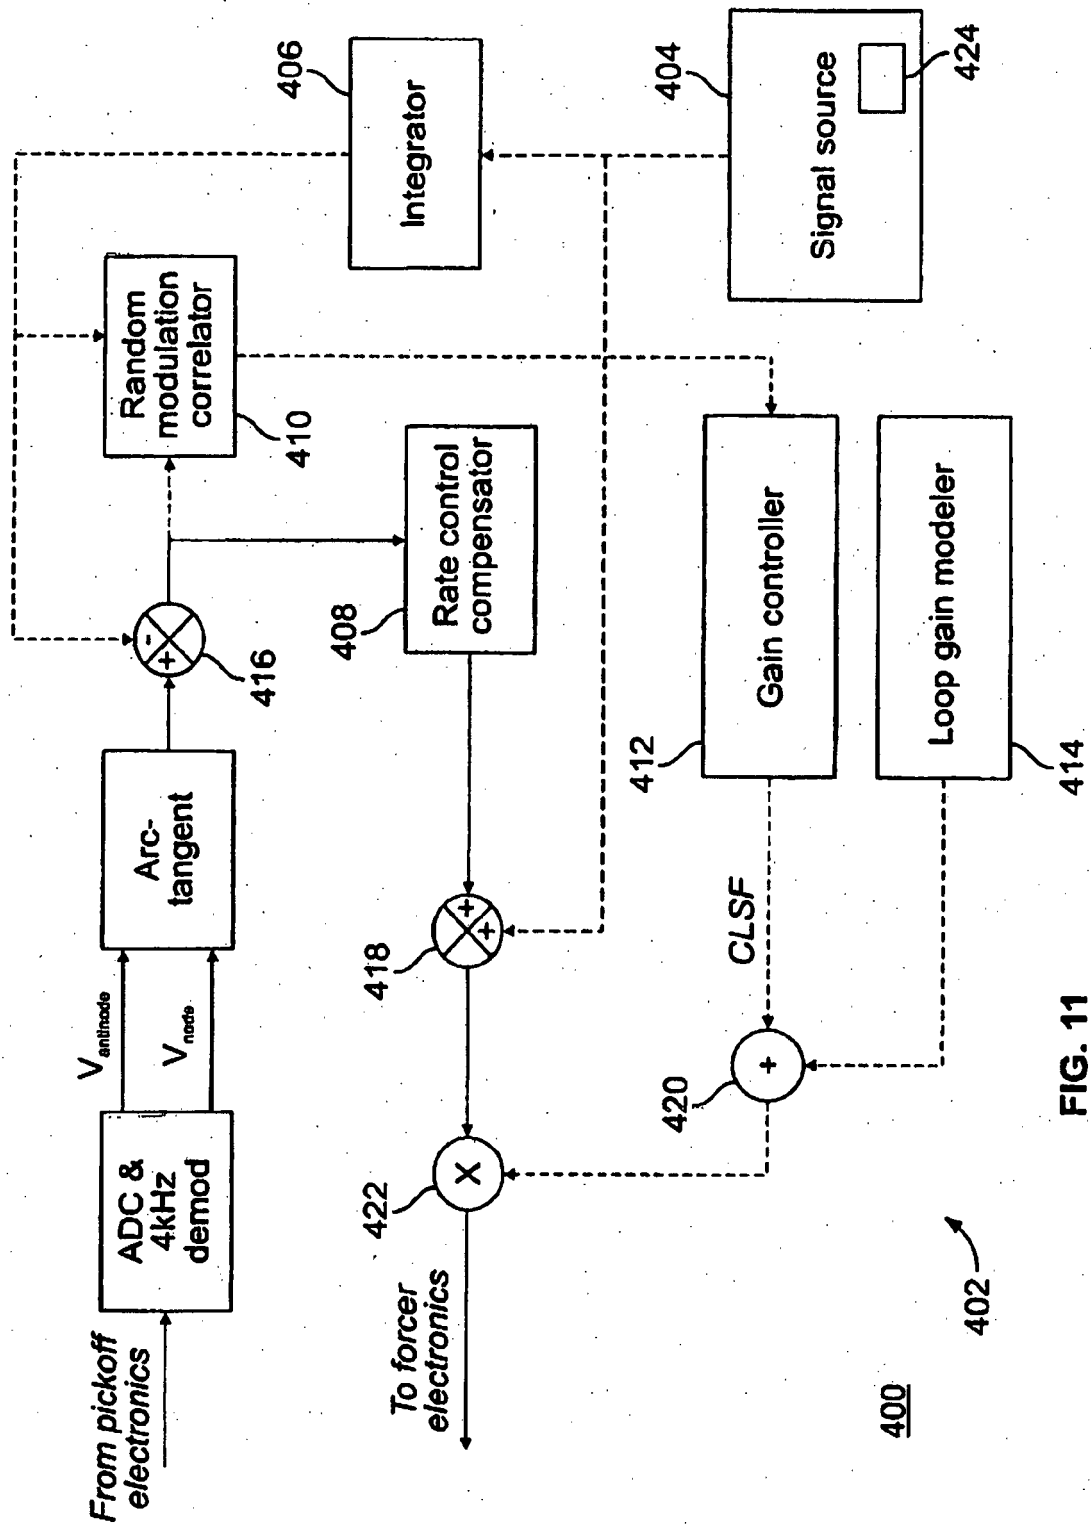 From pickoff
electronics
ADC &
4kHz
demod
V antinode
V node
Arc-
tangent
+
-
416
Random
modulation
correlator
410
406
Integrator
To forcer
electronics
422
X
418
+
+
408
Rate control
compensator
404
Signal source
424
420
+
CLSF
412
Gain controller
Loop gain modeler
414
402
400
FIG. 11